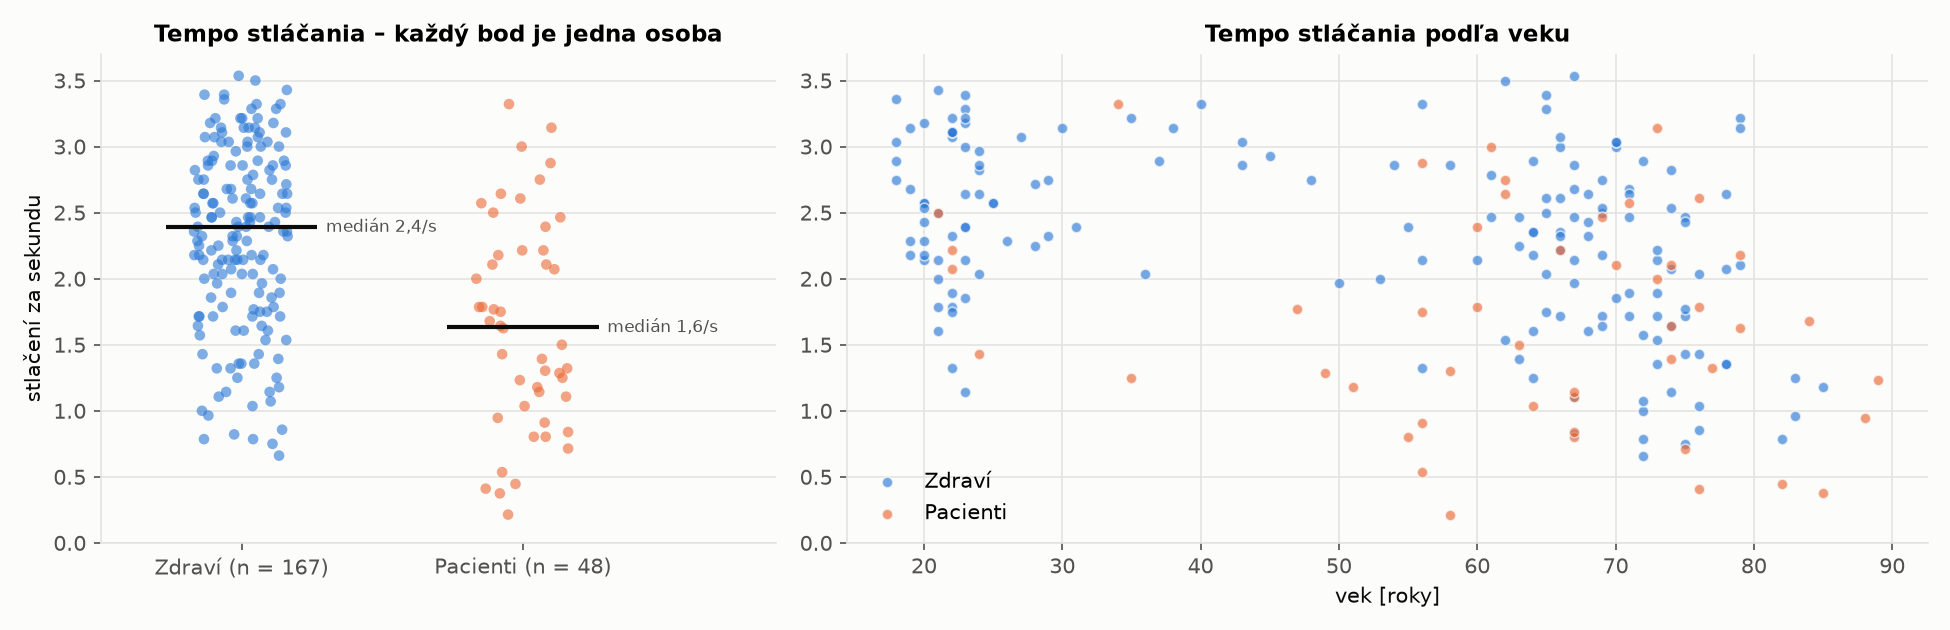 Tempo stláčania – každý bod je jedna osoba
stlačení za sekundu
3.5
3.0
2.5
2.0
1.5
1.0
0.5
0.0
medián 2,4/s
medián 1,6/s
Zdraví (n = 167)
Pacienti (n = 48)
Tempo stláčania podľa veku
3.5
3.0
2.5
2.0
1.5
1.0
0.5
0.0
Zdraví
Pacienti
20 30 40 50 60 70 80 90
vek [roky]